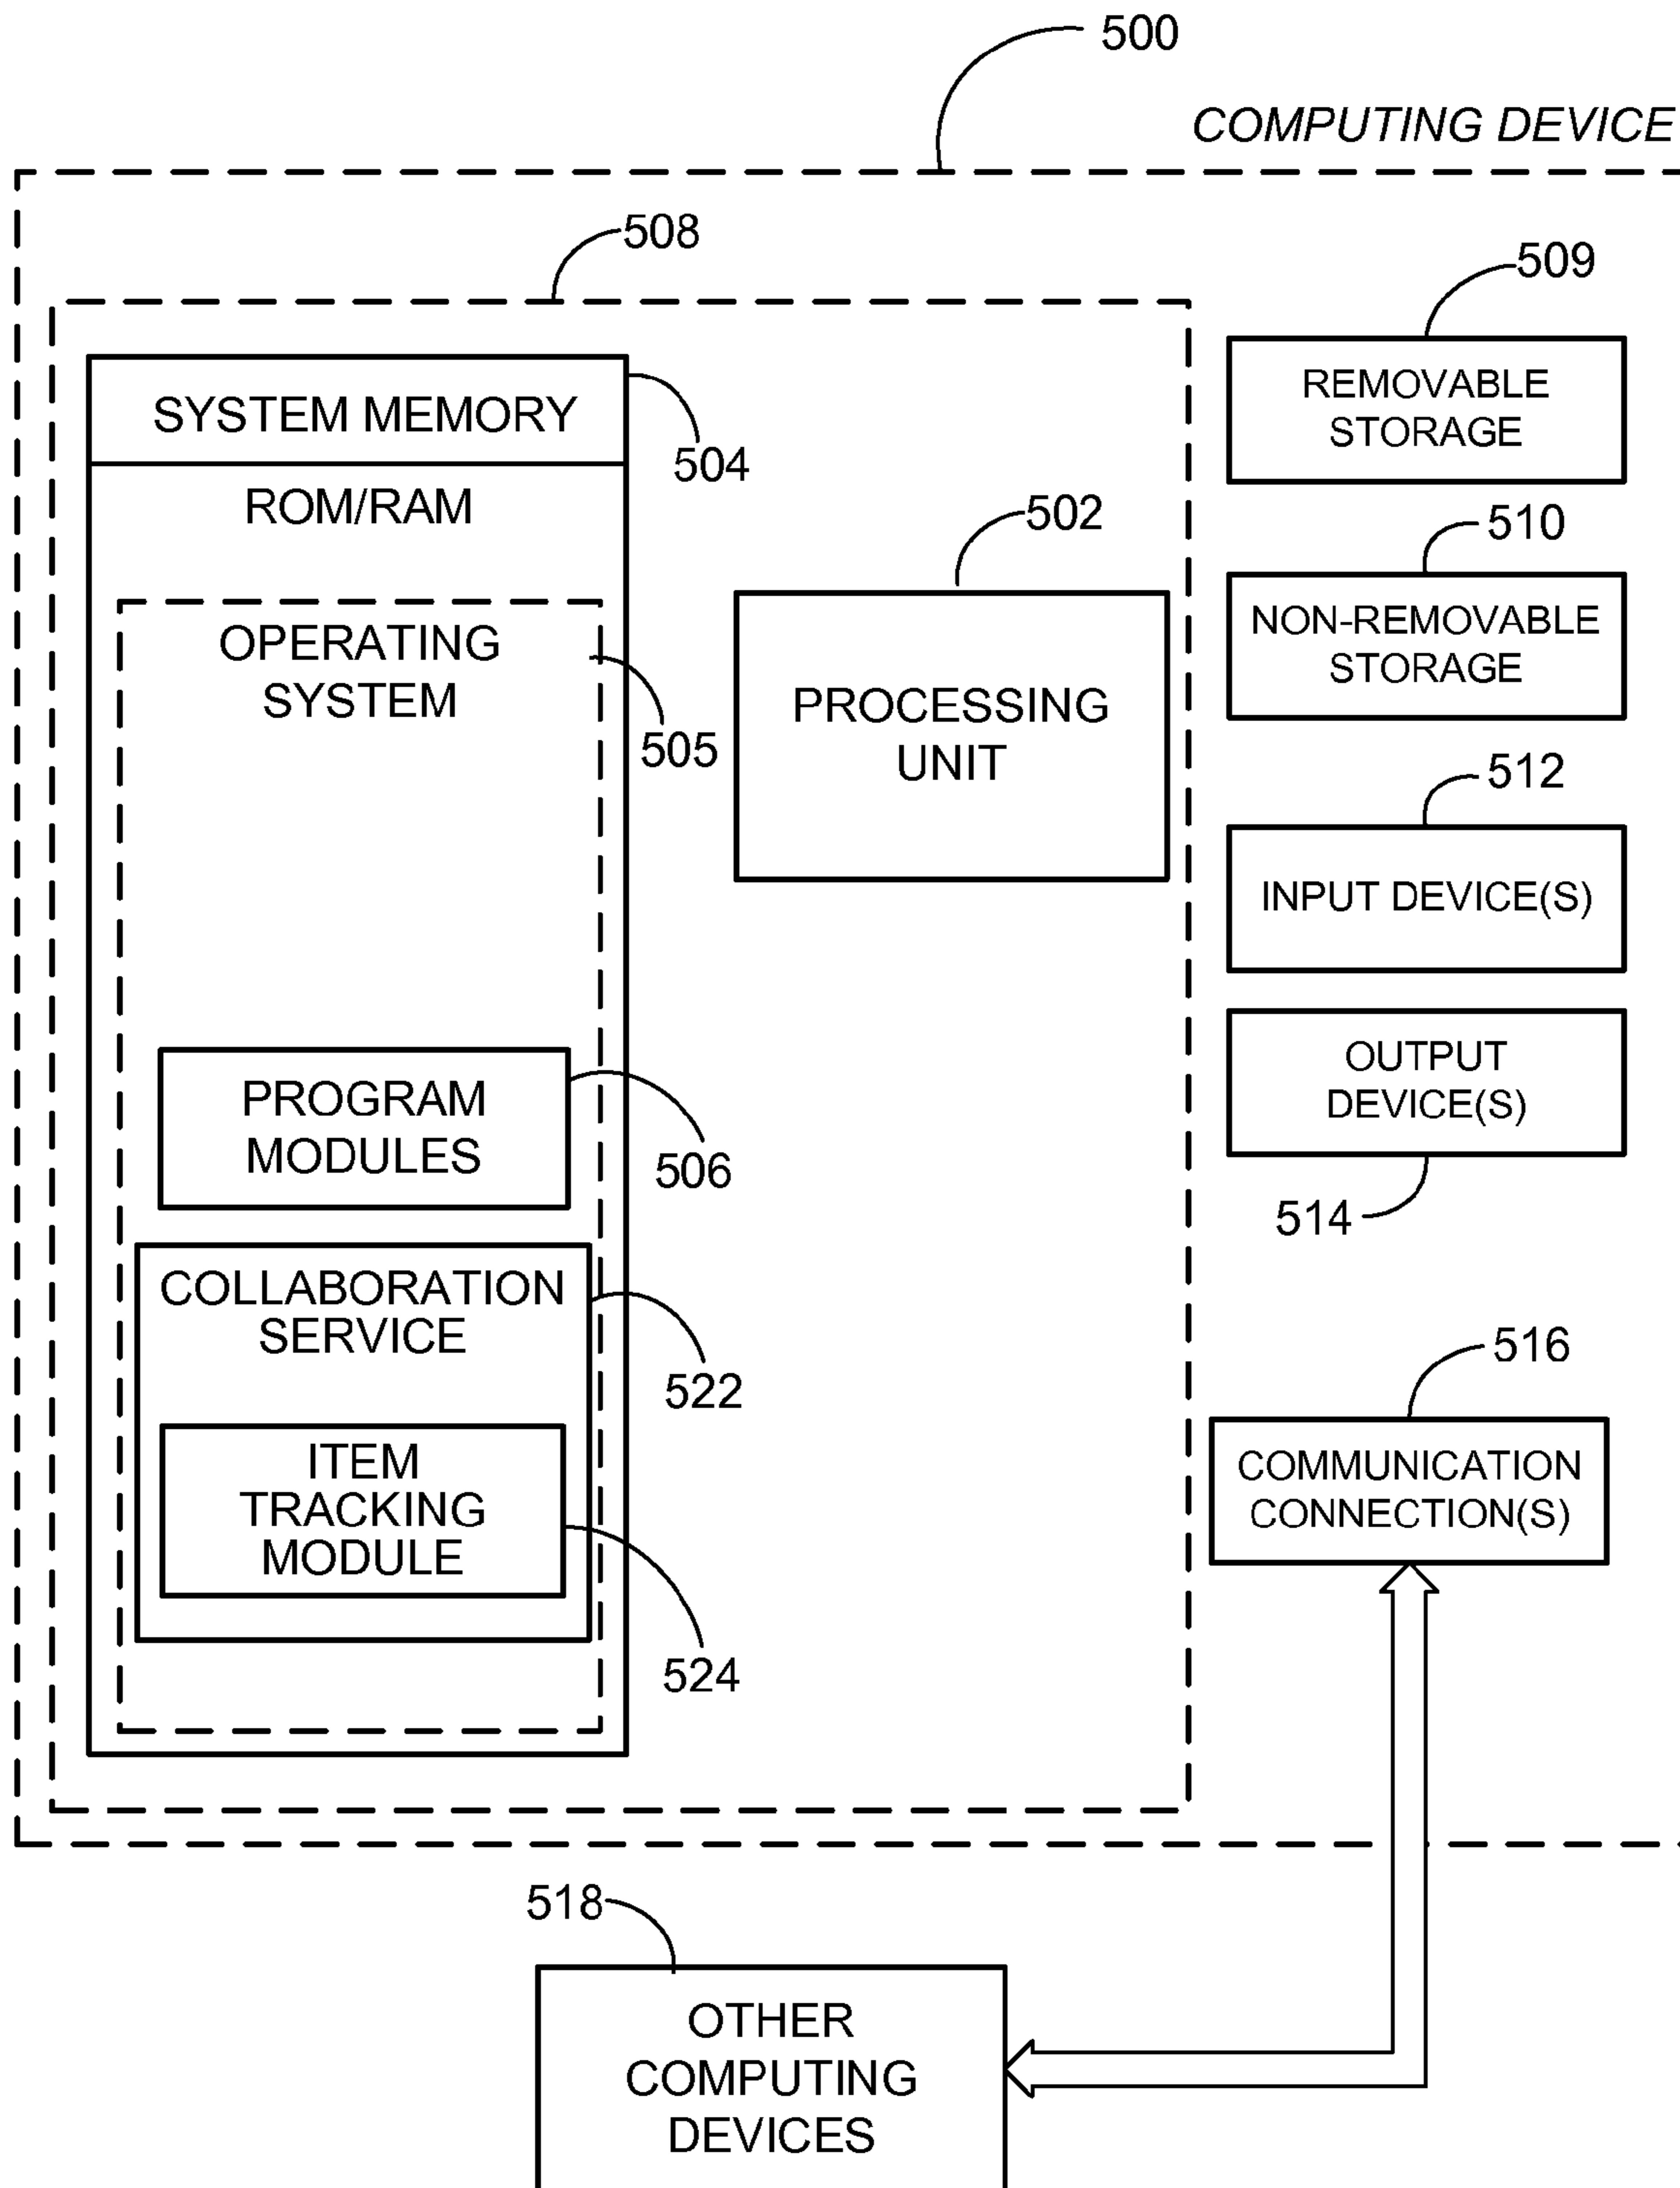 500
COMPUTING DEVICE
508
509
SYSTEM MEMORY
504
ROM/RAM
REMOVABLE
STORAGE
502
510
OPERATING
SYSTEM
505
PROCESSING
UNIT
NON-REMOVABLE
STORAGE
512
INPUT DEVICE(S)
PROGRAM
MODULES
506
OUTPUT
DEVICE(S)
514
COLLABORATION
SERVICE
522
516
ITEM
TRACKING
MODULE
524
COMMUNICATION
CONNECTION(S)
518
OTHER
COMPUTING
DEVICES